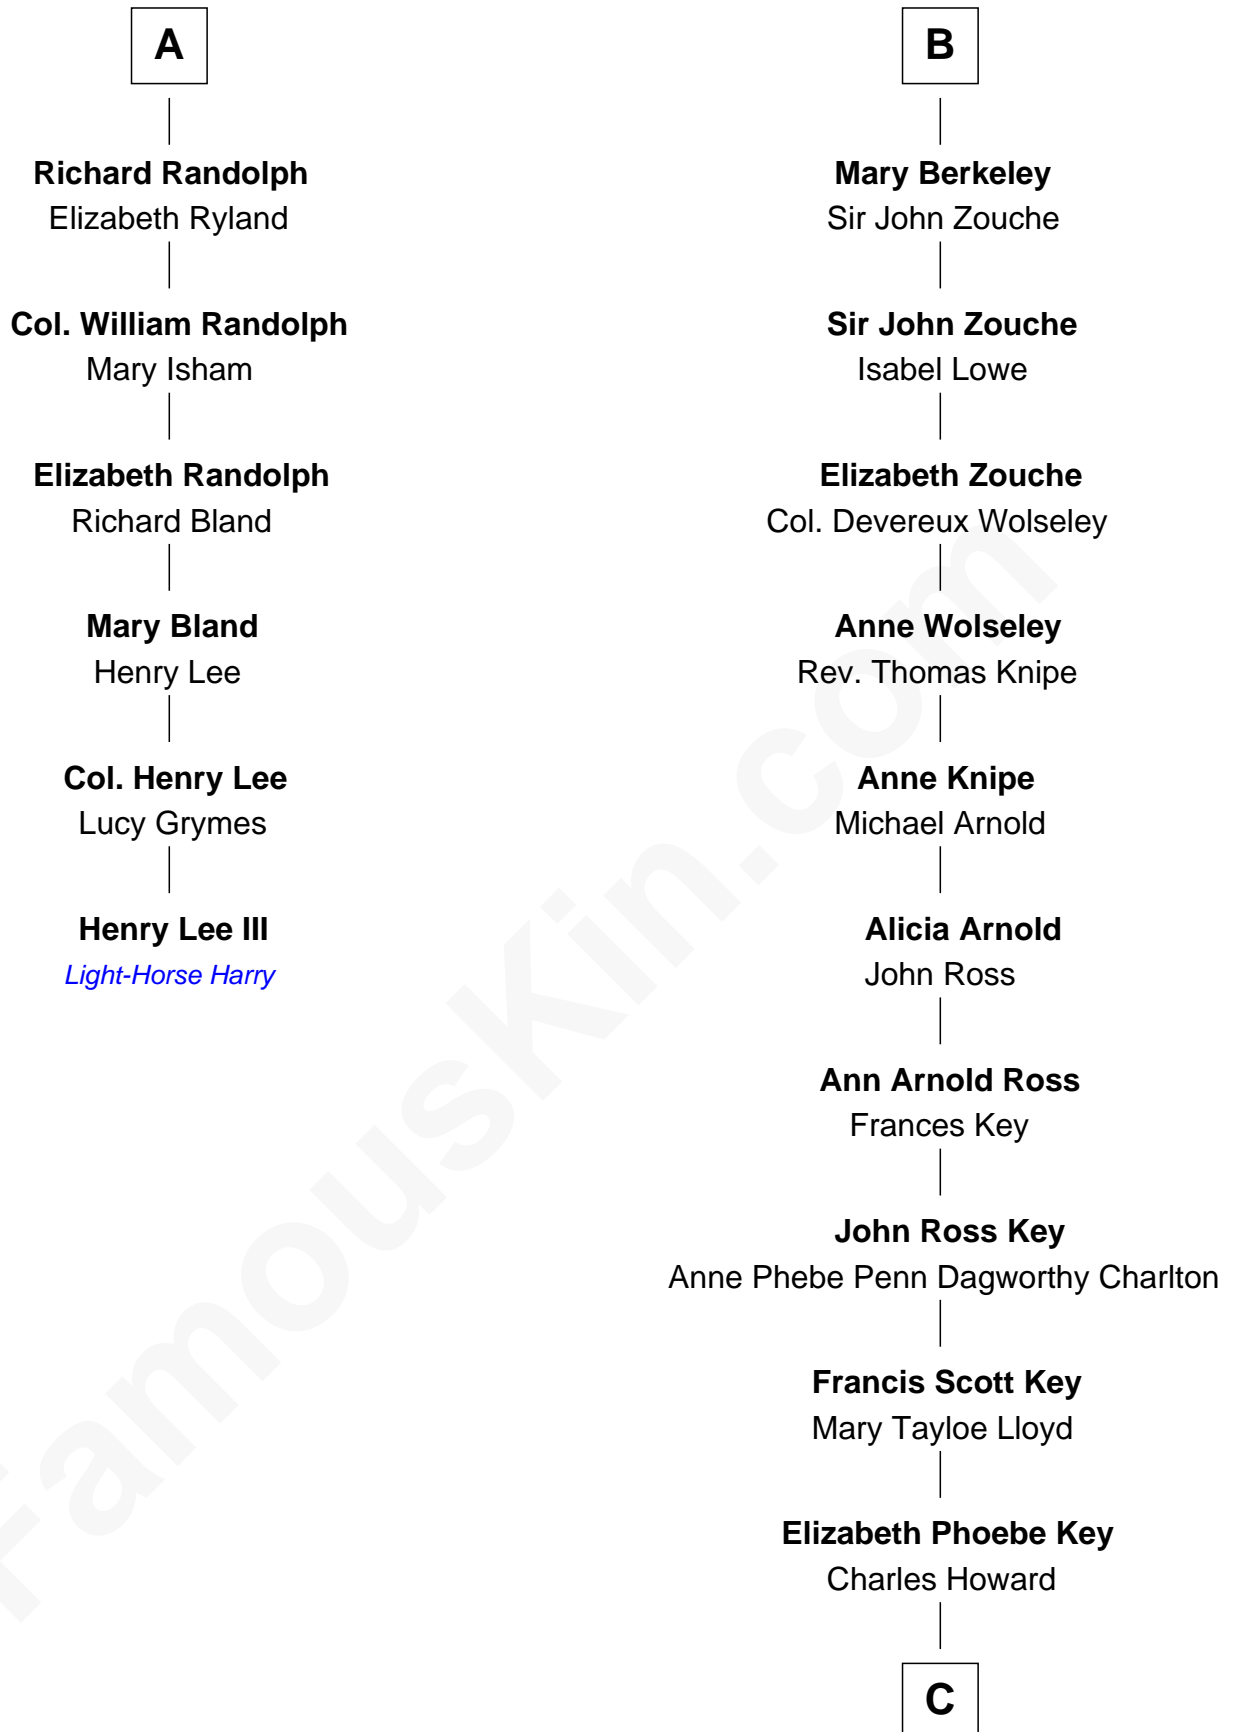 A
Richard Randolph
Elizabeth Ryland
Col. William Randolph
Mary Isham
Elizabeth Randolph
Richard Bland
Mary Bland
Henry Lee
Col. Henry Lee
Lucy Grymes
Henry Lee III
Light-Horse Harry
B
Mary Berkeley
Sir John Zouche
Sir John Zouche
Isabel Lowe
Elizabeth Zouche
Col. Devereux Wolseley
Anne Wolseley
Rev. Thomas Knipe
Anne Knipe
Michael Arnold
Alicia Arnold
John Ross
Ann Arnold Ross
Frances Key
John Ross Key
Anne Phebe Penn Dagworthy Charlton
Francis Scott Key
Mary Tayloe Lloyd
Elizabeth Phoebe Key
Charles Howard
C
FamousKin.com